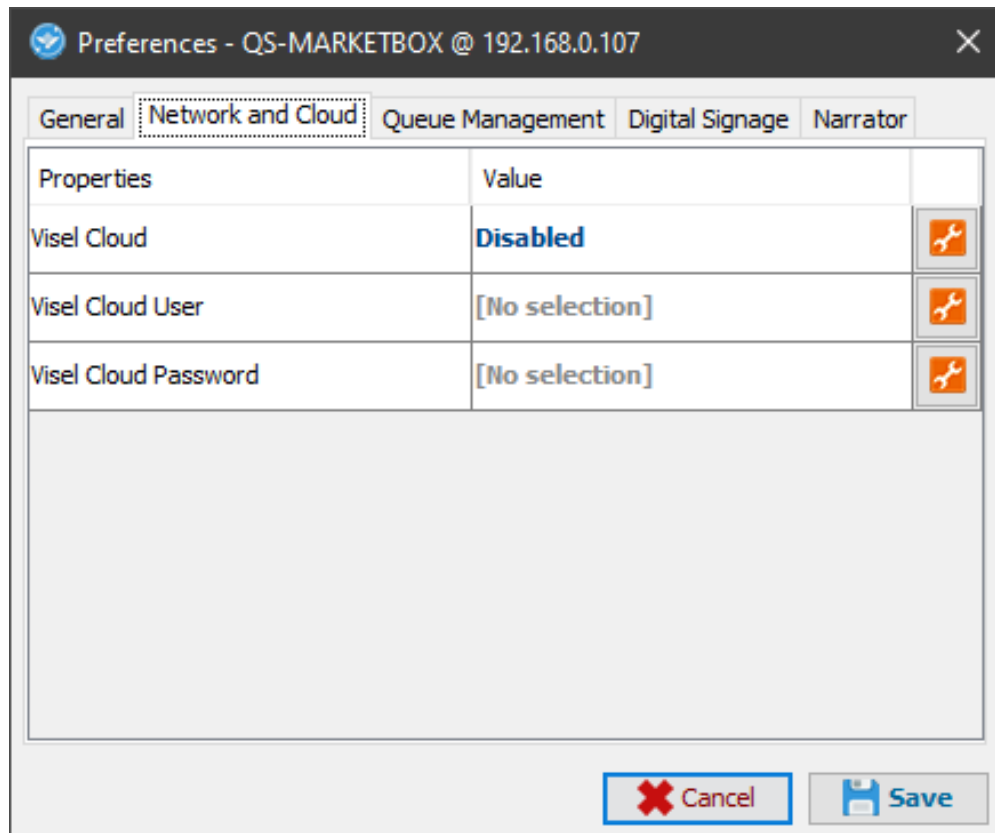 Preferences - QS-MARKETBOX @ 192.168.0.107
General Network and Cloud Queue Management Digital Signage Narrator
Properties Value
Visel Cloud Disabled
Visel Cloud User [No selection]
Visel Cloud Password [No selection]
Cancel Save